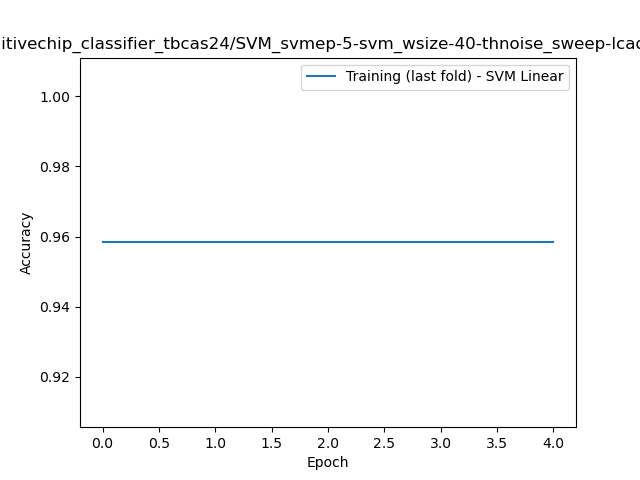 itivechip_classifier_tbcas24/SVM_svmep-5-svm_wsize-40-thnoise_sweep-lcad
Training (last fold) - SVM Linear
1.00
0.98
0.96
0.94
0.92
Accuracy
0.0 0.5 1.0 1.5 2.0 2.5 3.0 3.5 4.0
Epoch